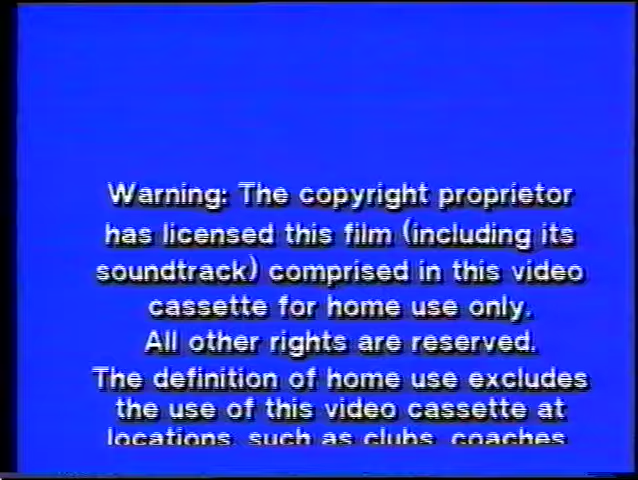 Warning: The copyright proprietor
has licensed this film (including its
soundtrack) comprised in this video
cassette for home use only.
All other rights are reserved.
The definition of home use excludes
the use of this video cassette at
locations, such as clubs, coaches,